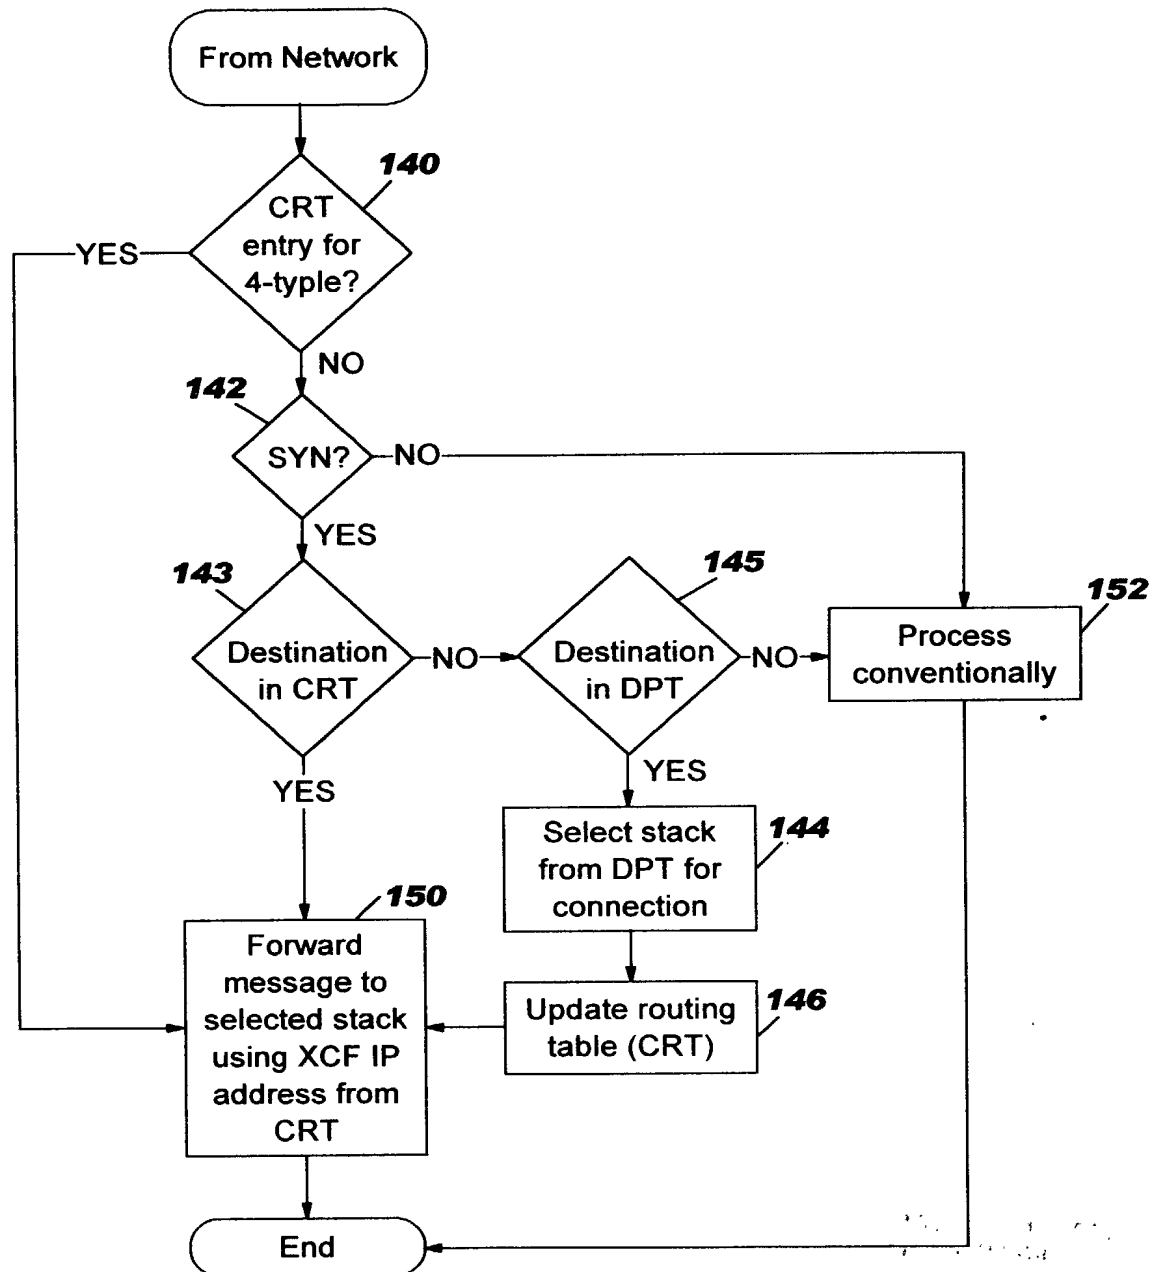 From Network
140
CRT
entry for
4-typle?
YES
NO
142
SYN?
NO
YES
143
Destination
in CRT
NO
145
Destination
in DPT
NO
152
Process
conventionally
YES
YES
Select stack
from DPT for
connection
144
150
Forward
message to
selected stack
using XCF IP
address from
CRT
Update routing
table (CRT)
146
End